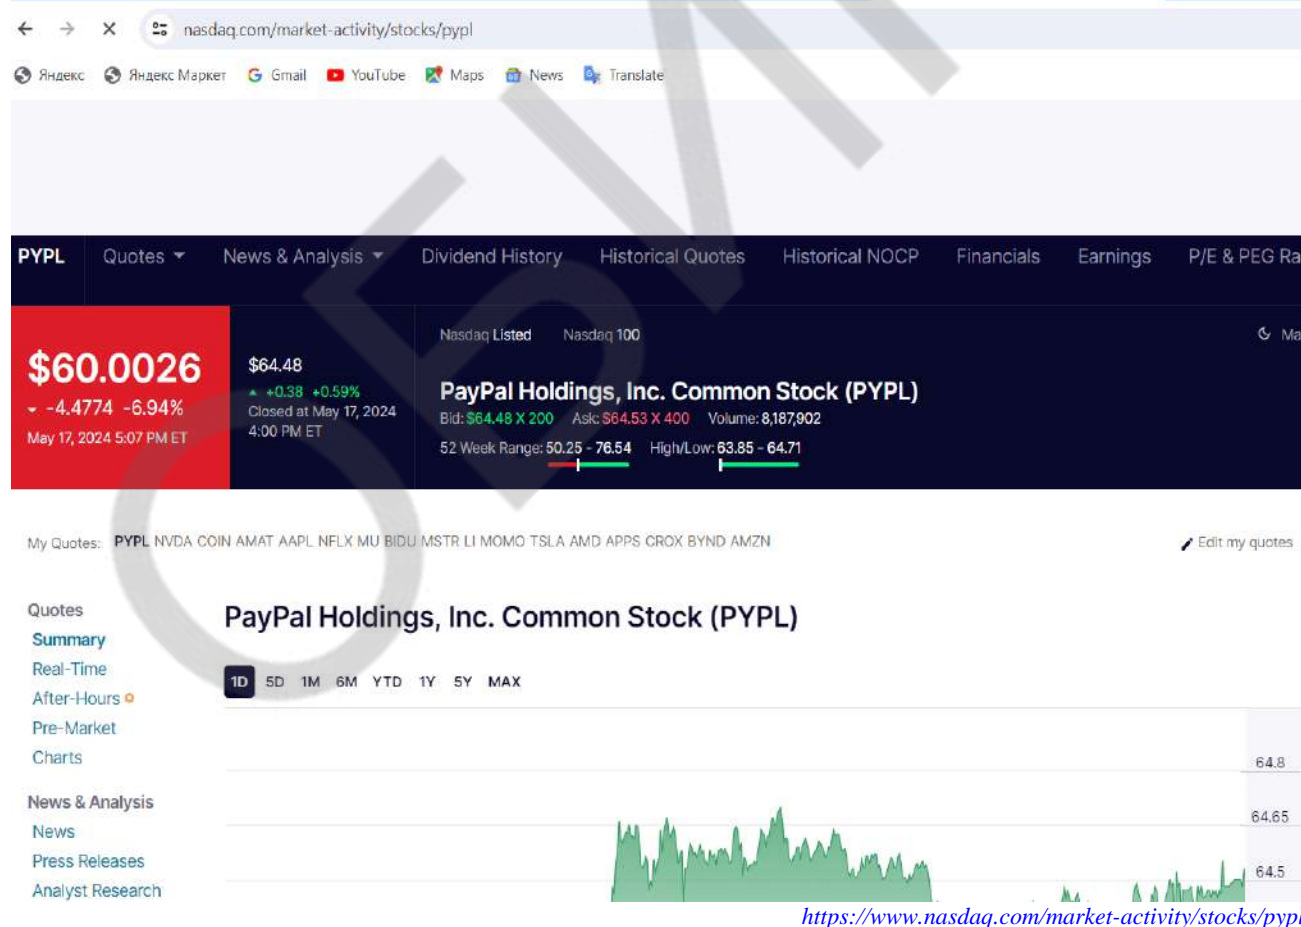 nasdaq.com/market-activity/stocks/pypl
Яндекс Яндекс Маркет Gmail YouTube Maps News Translate
PYPL Quotes News & Analysis Dividend History Historical Quotes Historical NOCP Financials Earnings P/E & PEG Ra
Nasdaq Listed Nasdaq 100 Ma
$60.0026
-4.4774 -6.94%
May 17, 2024 5:07 PM ET
$64.48
+0.38 +0.59%
Closed at May 17, 2024
4:00 PM ET
PayPal Holdings, Inc. Common Stock (PYPL)
Bid: $64.48 X 200 Ask: $64.53 X 400 Volume: 8,187,902
52 Week Range: 50.25 - 76.54 High/Low: 63.85 - 64.71
My Quotes: PYPL NVDA COIN AMAT AAPL NFLX MU BIDU MSTR LI MOMO TSLA AMD APPS CROX BYND AMZN Edit my quotes
Quotes
Summary
Real-Time
After-Hours
Pre-Market
Charts
News & Analysis
News
Press Releases
Analyst Research
PayPal Holdings, Inc. Common Stock (PYPL)
1D 5D 1M 6M YTD 1Y 5Y MAX
64.8
64.65
64.5
https://www.nasdaq.com/market-activity/stocks/pypl